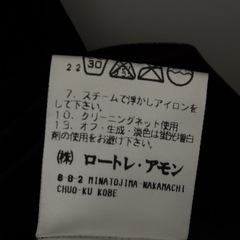 22 30
7. スチームで浮かしアイロンを
して下さい。
10. クリーニングネット使用
13. オフ・生成・淡色は蛍光増白
剤の使用をお避け下さい。
(株) ロートレ・アモン
6-8-2 MINATOJIMA-NAKAMACHI
CHUO-KU KOBE